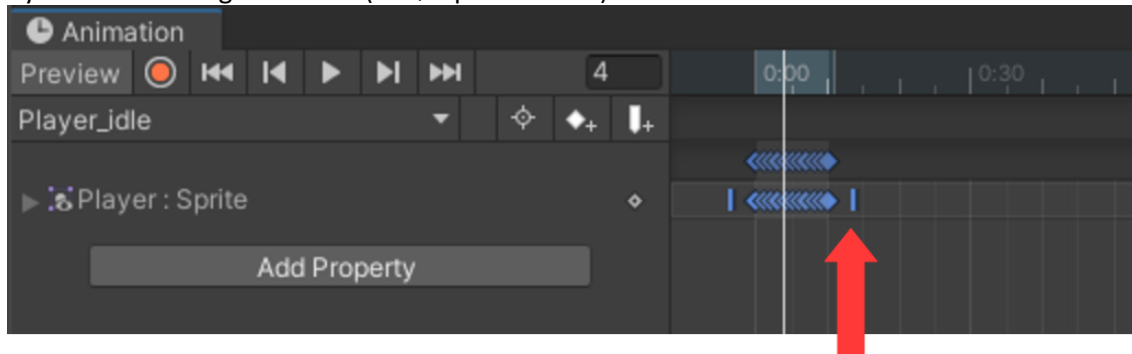 Animation
Preview 4 0:00 0:30
Player_idle
Player : Sprite
Add Property